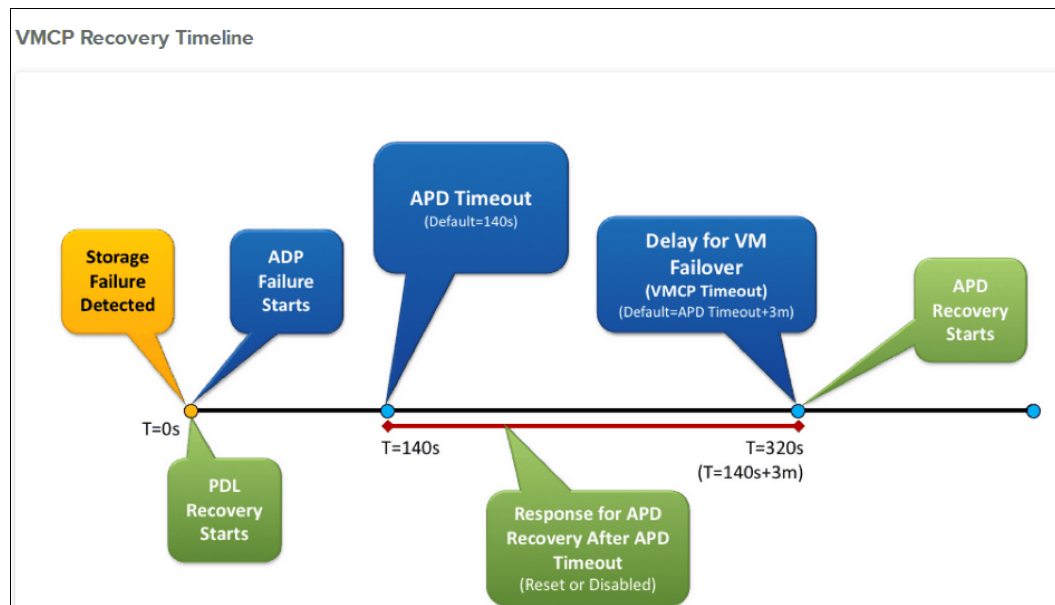 VMCP Recovery Timeline
Storage
Failure
Detected
ADP
Failure
Starts
APD Timeout
(Default=140s)
Delay for VM
Failover
(VMCP Timeout)
(Default=APD Timeout+3m)
APD
Recovery
Starts
T=0s
T=140s
T=320s
(T=140s+3m)
PDL
Recovery
Starts
Response for APD
Recovery After APD
Timeout
(Reset or Disabled)